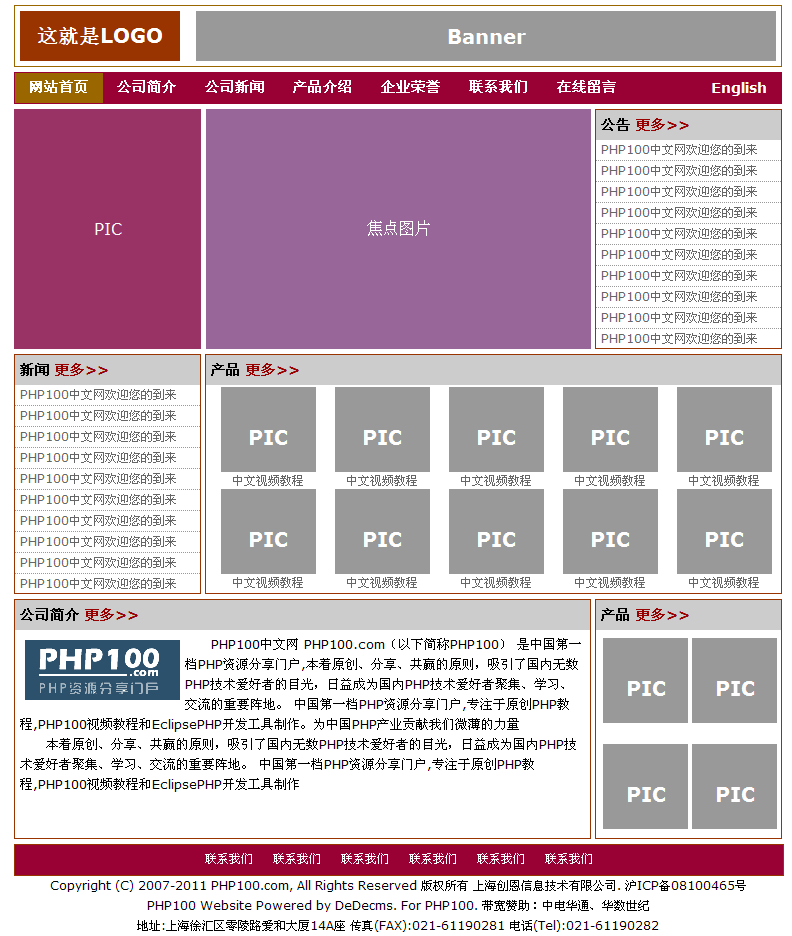 这就是LOGO
Banner
网站首页 公司简介 公司新闻 产品介绍 企业荣誉 联系我们 在线留言 English
PIC
焦点图片
公告 更多>>
PHP100中文网欢迎您的到来
PHP100中文网欢迎您的到来
PHP100中文网欢迎您的到来
PHP100中文网欢迎您的到来
PHP100中文网欢迎您的到来
PHP100中文网欢迎您的到来
PHP100中文网欢迎您的到来
PHP100中文网欢迎您的到来
PHP100中文网欢迎您的到来
PHP100中文网欢迎您的到来
新闻 更多>>
PHP100中文网欢迎您的到来
PHP100中文网欢迎您的到来
PHP100中文网欢迎您的到来
PHP100中文网欢迎您的到来
PHP100中文网欢迎您的到来
PHP100中文网欢迎您的到来
PHP100中文网欢迎您的到来
PHP100中文网欢迎您的到来
PHP100中文网欢迎您的到来
PHP100中文网欢迎您的到来
产品 更多>>
PIC PIC PIC PIC PIC
中文视频教程 中文视频教程 中文视频教程 中文视频教程 中文视频教程
PIC PIC PIC PIC PIC
中文视频教程 中文视频教程 中文视频教程 中文视频教程 中文视频教程
公司简介 更多>>
PHP100.com
PHP资源分享门户
PHP100中文网 PHP100.com（以下简称PHP100） 是中国第一
档PHP资源分享门户,本着原创、分享、共赢的原则，吸引了国内无数
PHP技术爱好者的目光，日益成为国内PHP技术爱好者聚集、学习、
交流的重要阵地。 中国第一档PHP资源分享门户,专注于原创PHP教
程,PHP100视频教程和EclipsePHP开发工具制作。为中国PHP产业贡献我们微薄的力量
本着原创、分享、共赢的原则，吸引了国内无数PHP技术爱好者的目光，日益成为国内PHP技
术爱好者聚集、学习、交流的重要阵地。 中国第一档PHP资源分享门户,专注于原创PHP教
程,PHP100视频教程和EclipsePHP开发工具制作
产品 更多>>
PIC PIC
PIC PIC
联系我们 联系我们 联系我们 联系我们 联系我们 联系我们
Copyright (C) 2007-2011 PHP100.com, All Rights Reserved 版权所有 上海创恩信息技术有限公司. 沪ICP备08100465号
PHP100 Website Powered by DeDecms. For PHP100. 带宽赞助：中电华通、华数世纪
地址:上海徐汇区零陵路爱和大厦14A座 传真(FAX):021-61190281 电话(Tel):021-61190282